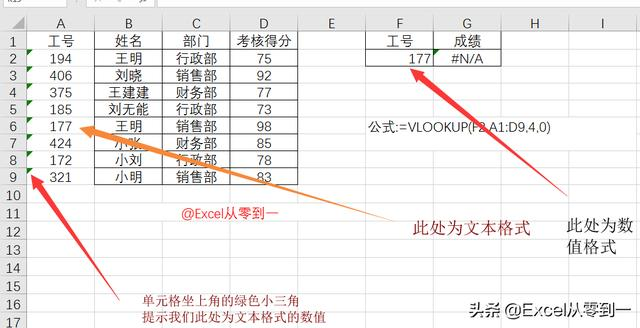 A B C D E F G H I
1 工号 姓名 部门 考核得分 工号 成绩
2 194 王明 行政部 75 177 #N/A
3 406 刘晓 销售部 92
4 375 王建建 财务部 77
5 185 刘无能 行政部 73
6 177 王明 销售部 98 公式:=VLOOKUP(F2,A1:D9,4,0)
7 424 小张 财务部 85
8 172 小刘 行政部 78
9 321 小明 销售部 83
10
11 @Excel从零到一
此处为文本格式
此处为数
值格式
12
13
14
15
单元格坐上角的绿色小三角
16
提示我们此处为文本格式的数值
17
头条 @Excel从零到一